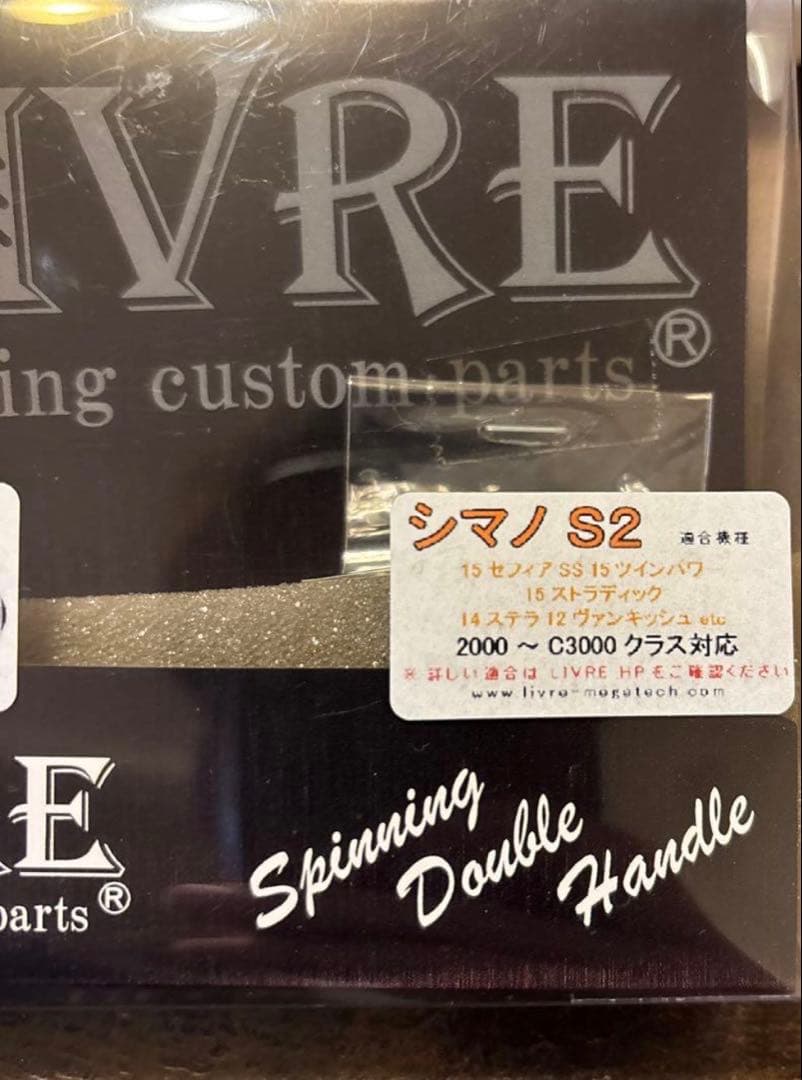 IVRE®
ing custom parts
シマノ S2 適合機種
15 セフィア SS 15 ツインパワー
15 ストラディック
14 ステラ 12 ヴァンキッシュ etc
2000 ～ C3000 クラス対応
※ 詳しい適合は LIVRE HP をご確認ください
www.livre-megatech.com
RE
parts®
Spinning
Double
Handle